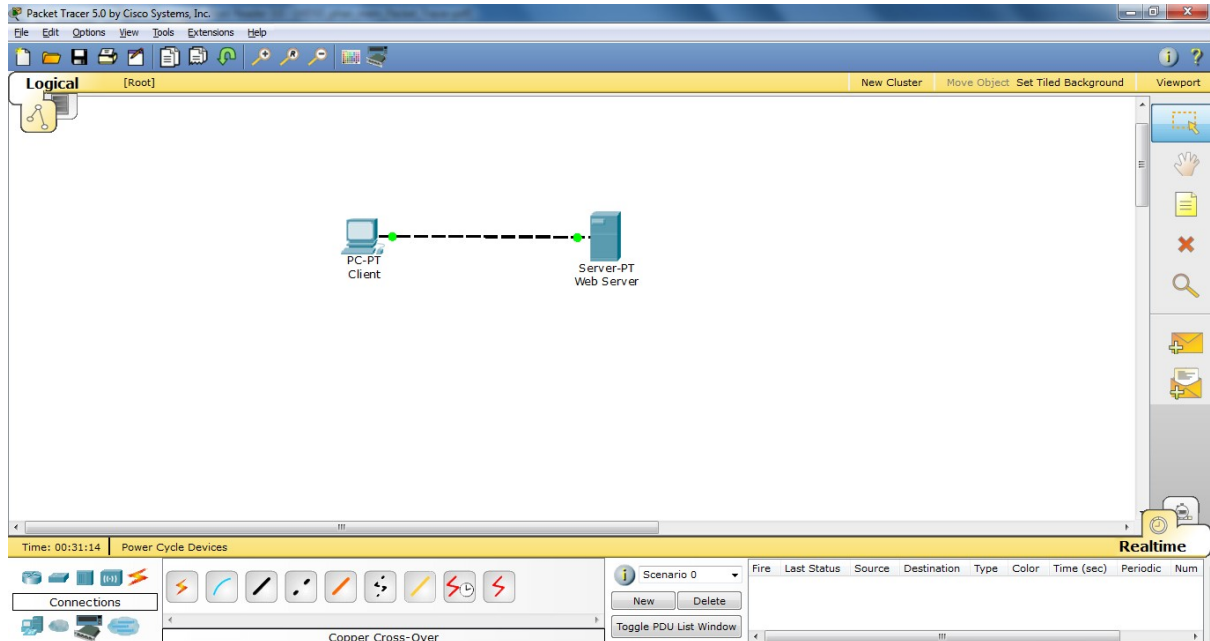 Packet Tracer 5.0 by Cisco Systems, Inc.
File Edit Options View Tools Extensions Help
Logical [Root] New Cluster Move Object Set Tiled Background Viewport
PC-PT
Client
Server-PT
Web Server
Time: 00:31:14 Power Cycle Devices Realtime
Connections
Copper Cross-Over
Scenario 0
New Delete
Toggle PDU List Window
Fire Last Status Source Destination Type Color Time (sec) Periodic Num